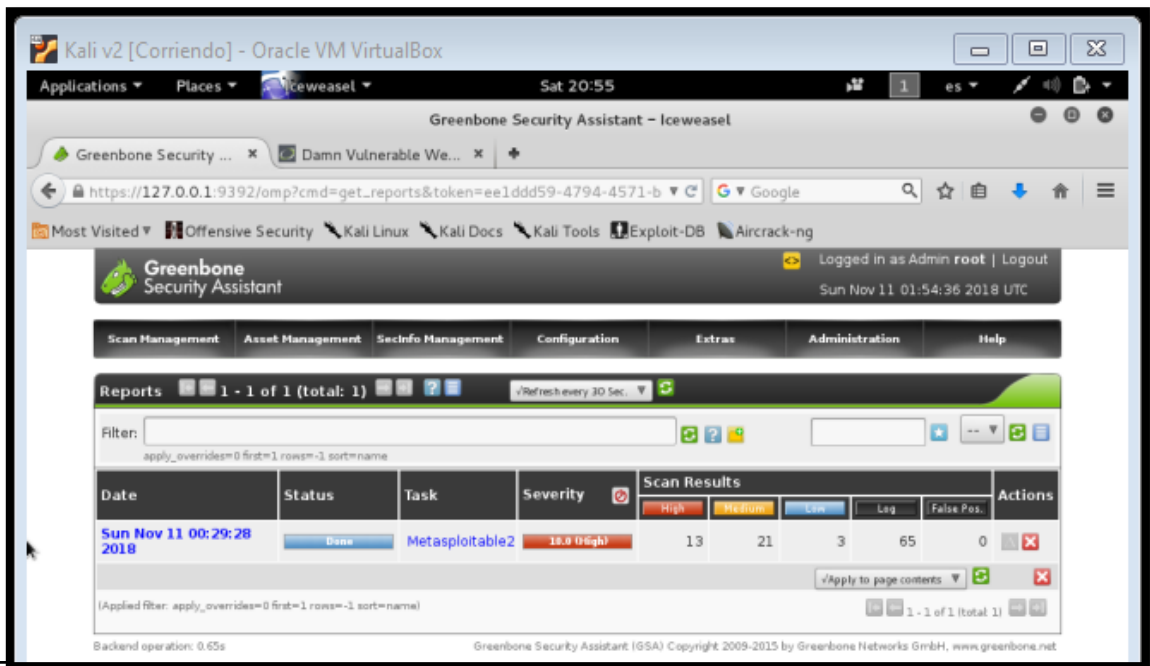 Kali v2 [Corriendo] - Oracle VM VirtualBox
Applications Places Iceweasel Sat 20:55 1 es
Greenbone Security Assistant - Iceweasel
Greenbone Security ... Damn Vulnerable We...
https://127.0.0.1:9392/omp?cmd=get_reports&token=ee1ddd59-4794-4571-b Google
Most Visited Offensive Security Kali Linux Kali Docs Kali Tools Exploit-DB Aircrack-ng
Greenbone
Security Assistant
Logged in as Admin root | Logout
Sun Nov 11 01:54:36 2018 UTC
Scan Management Asset Management SecInfo Management Configuration Extras Administration Help
Reports 1 - 1 of 1 (total: 1) √Refresh every 30 Sec.
Filter: --
apply_overrides=0 first=1 rows=-1 sort=name
Date Status Task Severity Scan Results Actions
High Medium Low Log False Pos.
Sun Nov 11 00:29:28 2018 Done Metasploitable2 10.0 (High) 13 21 3 65 0
√Apply to page contents
(Applied filter: apply_overrides=0 first=1 rows=-1 sort=name) 1 - 1 of 1 (total: 1)
Backend operation: 0.65s Greenbone Security Assistant (GSA) Copyright 2009-2015 by Greenbone Networks GmbH, www.greenbone.net